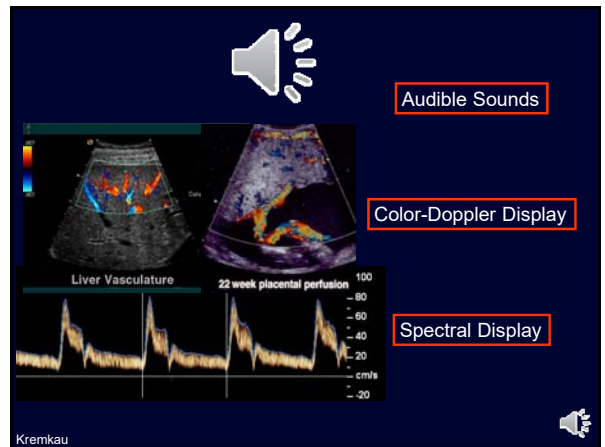 Audible Sounds
Color-Doppler Display
Liver Vasculature
22 week placental perfusion
100
80
60
40
20
cm/s
-20
Spectral Display
Kremkau